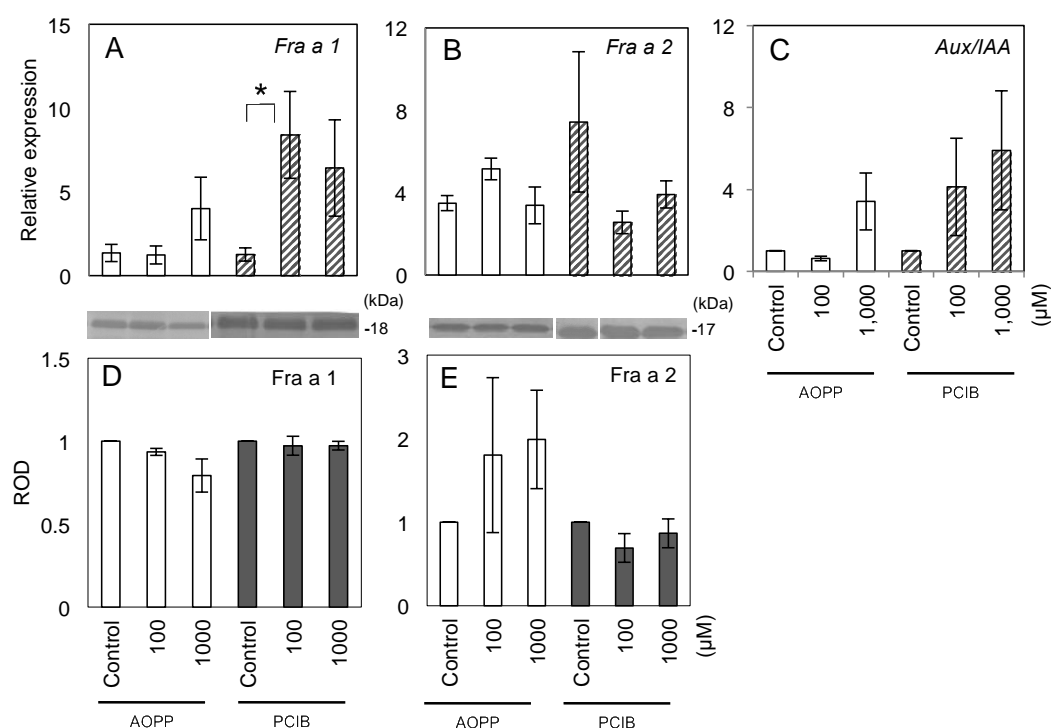 A
Fra a 1
*
Relative expression
15
10
5
0
B
Fra a 2
12
8
4
0
C
Aux/IAA
12
8
4
0
Control
100
1,000
Control
100
1,000
(μM)
AOPP
PCIB
(kDa)
-18
(kDa)
-17
D
Fra a 1
ROD
1.5
1
0.5
0
Control
100
1000
Control
100
1000
AOPP
PCIB
E
Fra a 2
3
2
1
0
Control
100
1000
Control
100
1000
(μM)
AOPP
PCIB